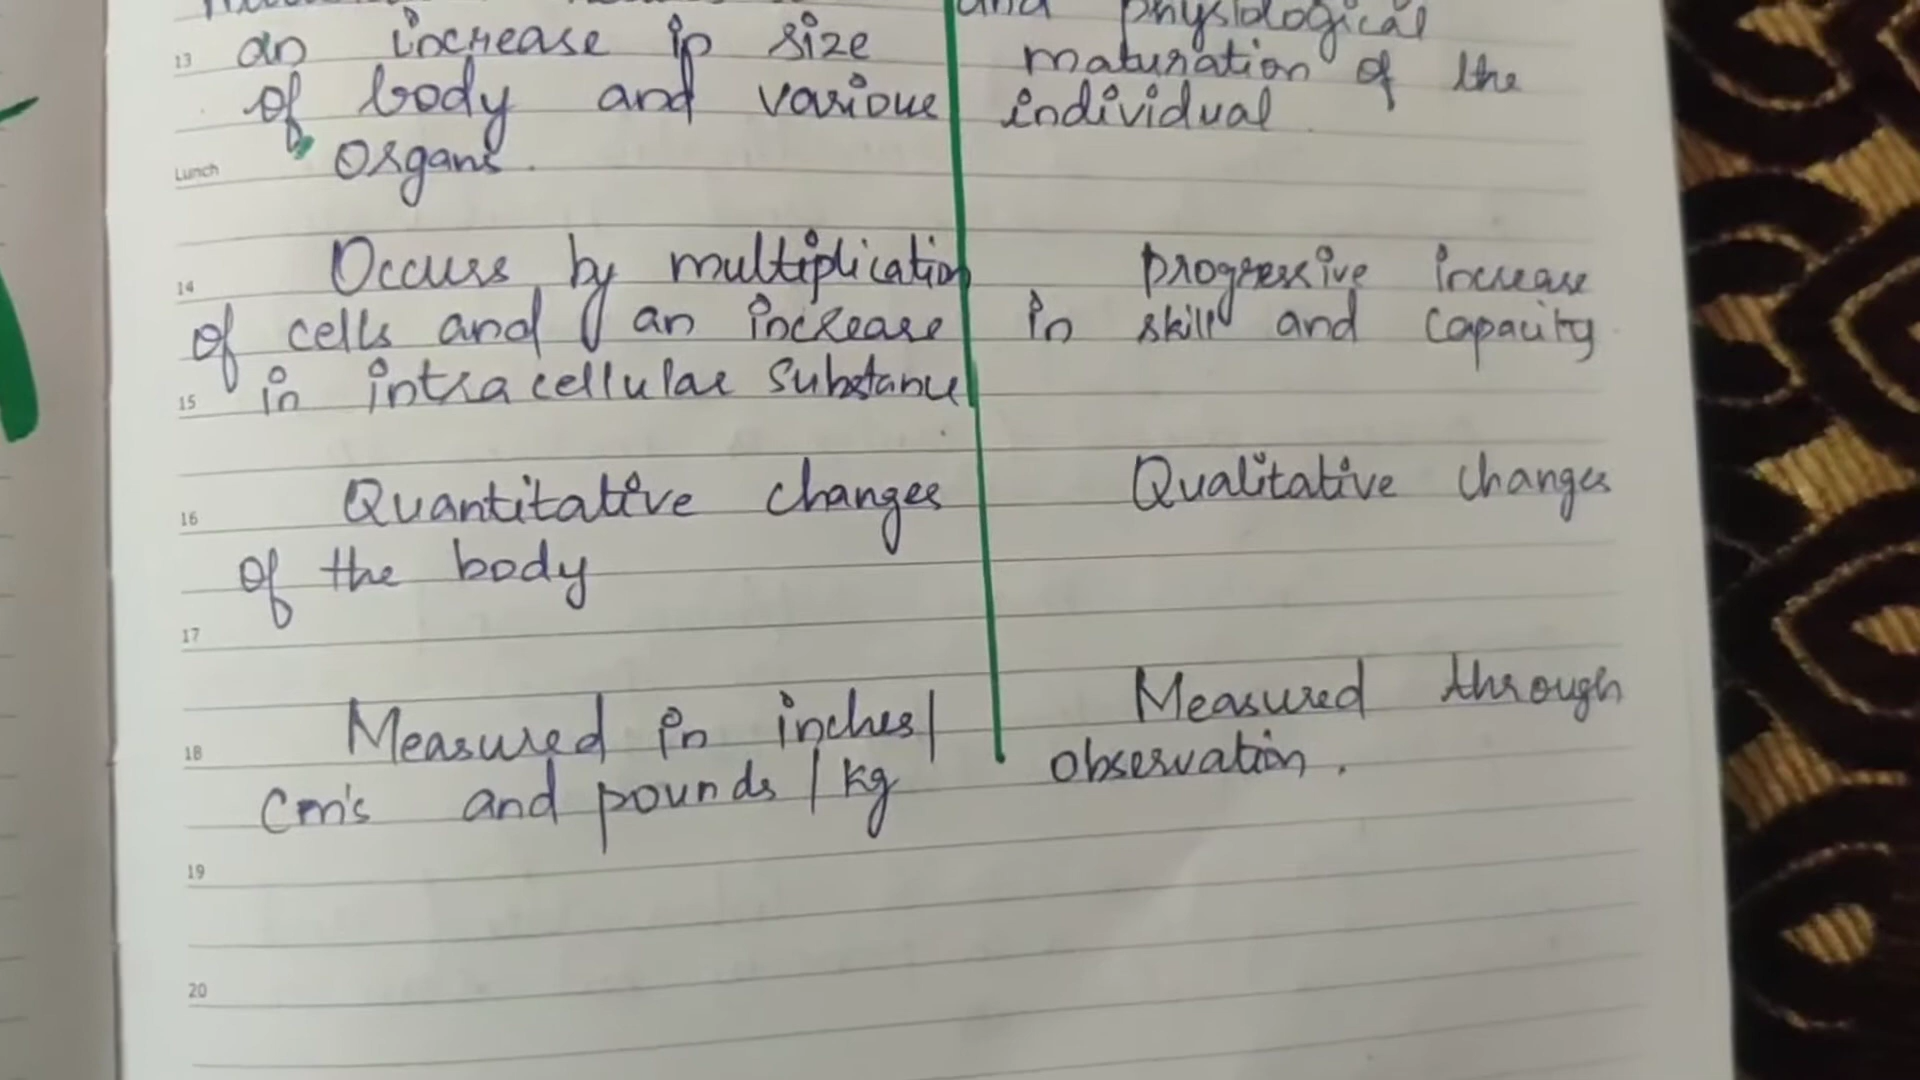 and physiological
13 an increase in size
of body and various
Lunch organs.
maturation of the
individual.
14 Occurs by multiplication
of cells and an increase
15 in intracellular substance
progressive increase
in skill and capacity
16 Quantitative changes
of the body
Qualitative changes
17
18 Measured in inches/
cm's and pounds/kg
Measured through
observation.
19
20